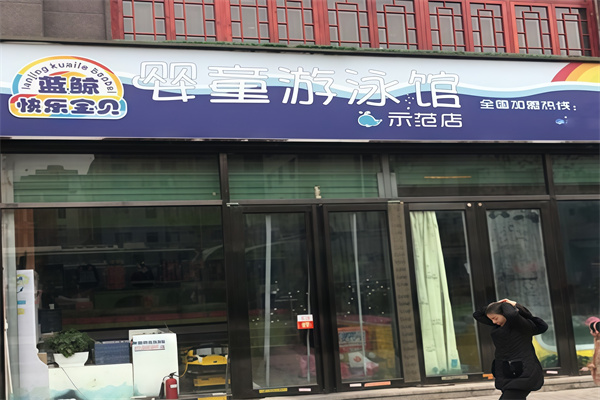 lanjing kuaile baobei
蓝鲸
快乐宝贝
婴童游泳馆
示范店
全国加盟热线: